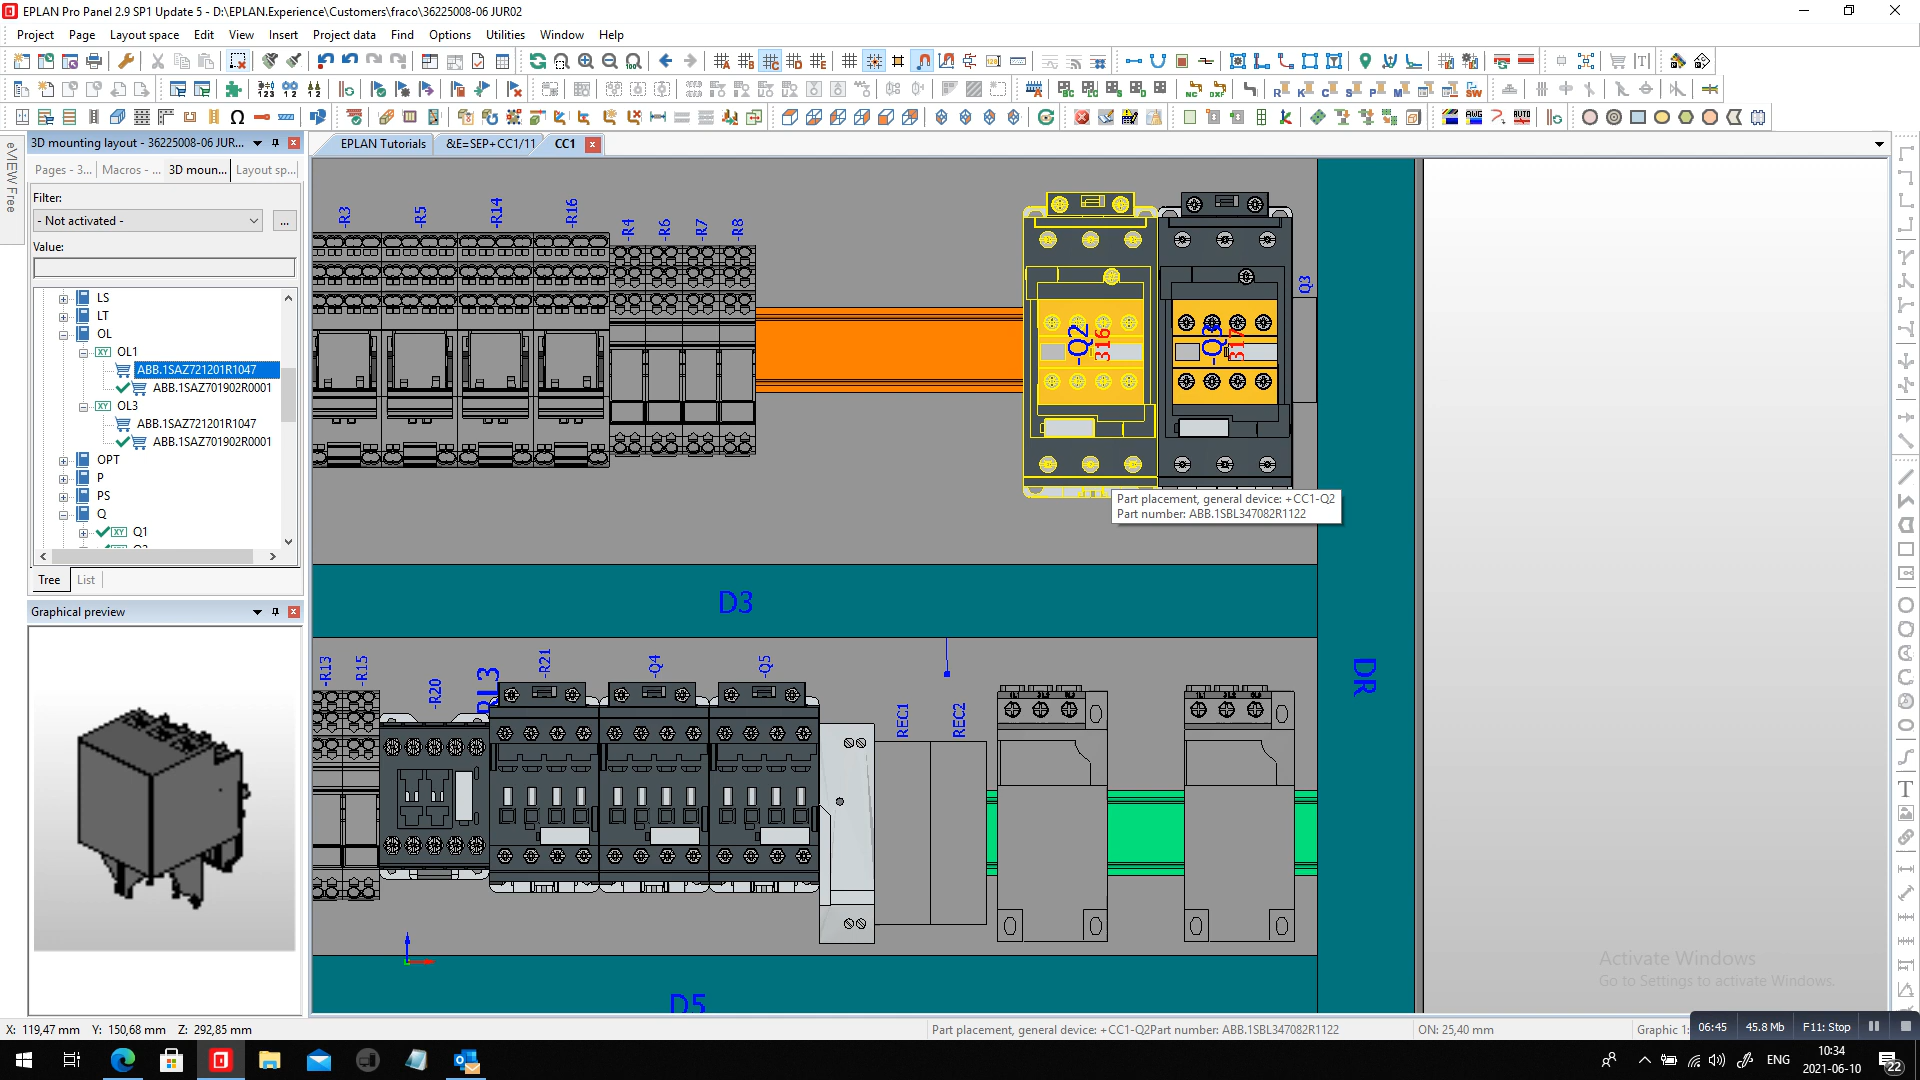 EPLAN Pro Panel 2.9 SP1 Update 5 - D:\EPLAN.Experience\Customers\fraco\36225008-06 JUR02
Project Page Layout space Edit View Insert Project data Find Options Utilities Window Help
3D mounting layout - 36225008-06 JUR...
Pages - 3... Macros - ... 3D moun... Layout sp...
Filter:
- Not activated -
...
Value:
LS
LT
OL
OL1
ABB.1SAZ721201R1047
ABB.1SAZ701902R0001
OL3
ABB.1SAZ721201R1047
ABB.1SAZ701902R0001
OPT
P
PS
Q
Q1
Tree List
Graphical preview
eVIEW Free
EPLAN Tutorials &E=SEP+CC1/11 CC1
-R3 -R5 -R14 -R16 -R4 -R6 -R7 -R8
-Q2
316
-Q3
317
Q3
Part placement, general device: +CC1-Q2
Part number: ABB.1SBL347082R1122
D3
DR
-R13 -R15 -R20 -R21 -Q4 -Q5 REC1 REC2
D5
Activate Windows
Go to Settings to activate Windows.
X: 119,47 mm Y: 150,68 mm Z: 292,85 mm
Part placement, general device: +CC1-Q2Part number: ABB.1SBL347082R1122
ON: 25,40 mm
Graphic 1:
06:45 45.8 Mb F11: Stop
ENG
10:34
2021-06-10
22